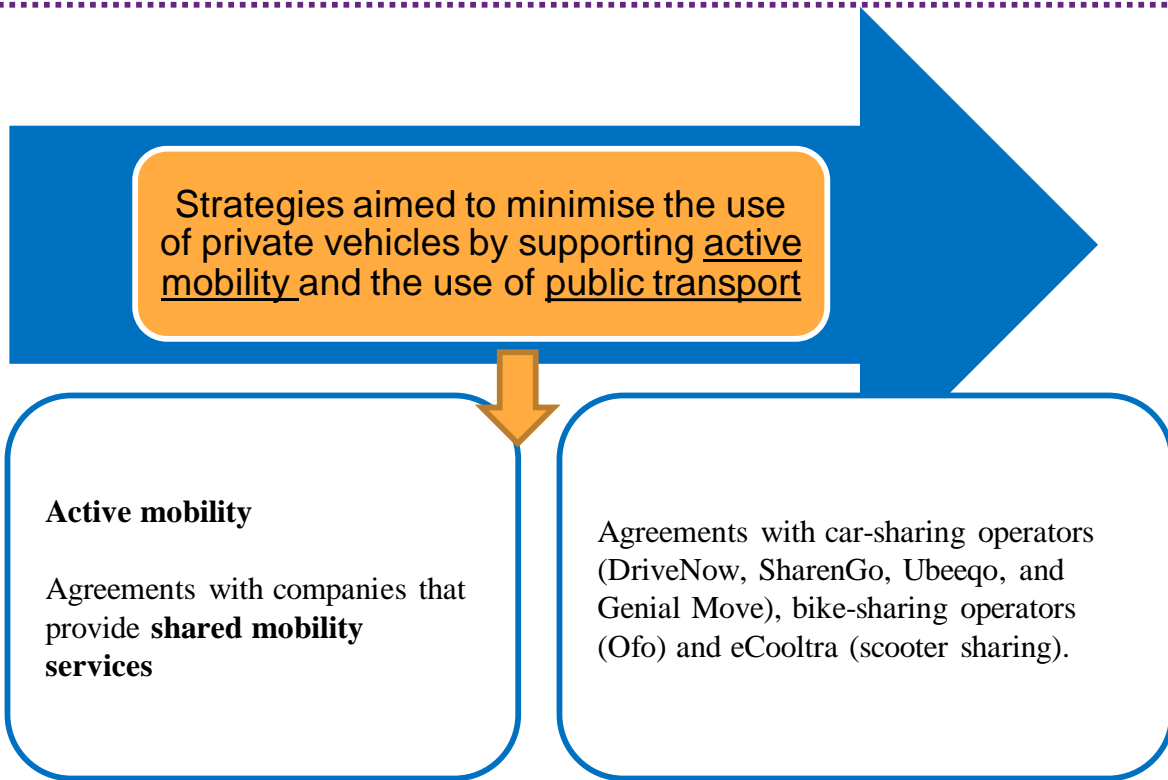 Strategies aimed to minimise the use
of private vehicles by supporting active
mobility and the use of public transport
Active mobility
Agreements with companies that
provide shared mobility
services
Agreements with car-sharing operators
(DriveNow, SharenGo, Ubeeqo, and
Genial Move), bike-sharing operators
(Ofo) and eCooltra (scooter sharing).